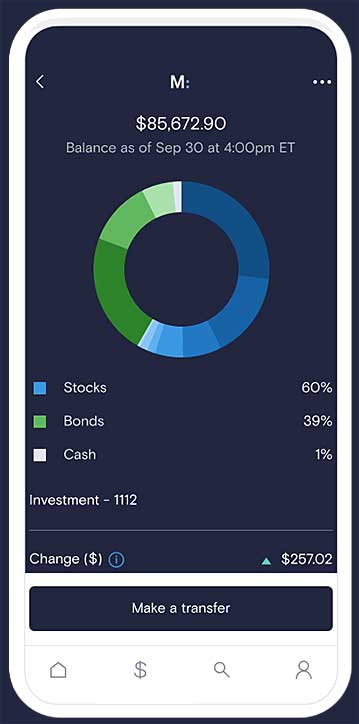 M:
$85,672.90
Balance as of Sep 30 at 4:00pm ET
Stocks 60%
Bonds 39%
Cash 1%
Investment - 1112
Change ($) i $257.02
Make a transfer
$